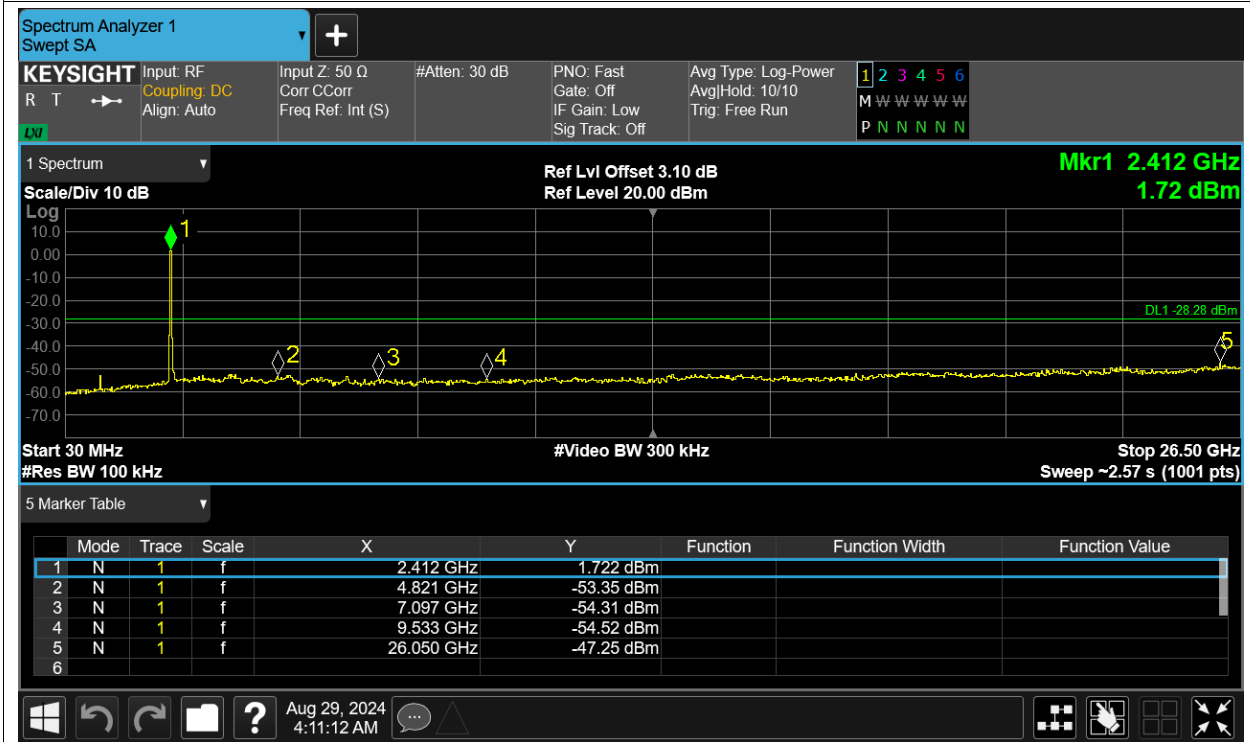 Spectrum Analyzer 1
Swept SA
+
KEYSIGHT
R T
LXI
Input: RF
Coupling: DC
Align: Auto
Input Z: 50 Ω
Corr CCorr
Freq Ref: Int (S)
#Atten: 30 dB
PNO: Fast
Gate: Off
IF Gain: Low
Sig Track: Off
Avg Type: Log-Power
Avg|Hold: 10/10
Trig: Free Run
1 2 3 4 5 6
M W W W W W
P N N N N N
1 Spectrum
Scale/Div 10 dB
Ref Lvl Offset 3.10 dB
Ref Level 20.00 dBm
Mkr1 2.412 GHz
1.72 dBm
Log
10.0
0.00
-10.0
-20.0
-30.0
-40.0
-50.0
-60.0
-70.0
1
2
3
4
5
DL1 -28.28 dBm
Start 30 MHz
#Video BW 300 kHz
Stop 26.50 GHz
#Res BW 100 kHz
Sweep ~2.57 s (1001 pts)
5 Marker Table
Mode Trace Scale X Y Function Function Width Function Value
1 N 1 f 2.412 GHz 1.722 dBm
2 N 1 f 4.821 GHz -53.35 dBm
3 N 1 f 7.097 GHz -54.31 dBm
4 N 1 f 9.533 GHz -54.52 dBm
5 N 1 f 26.050 GHz -47.25 dBm
6
?
Aug 29, 2024
4:11:12 AM